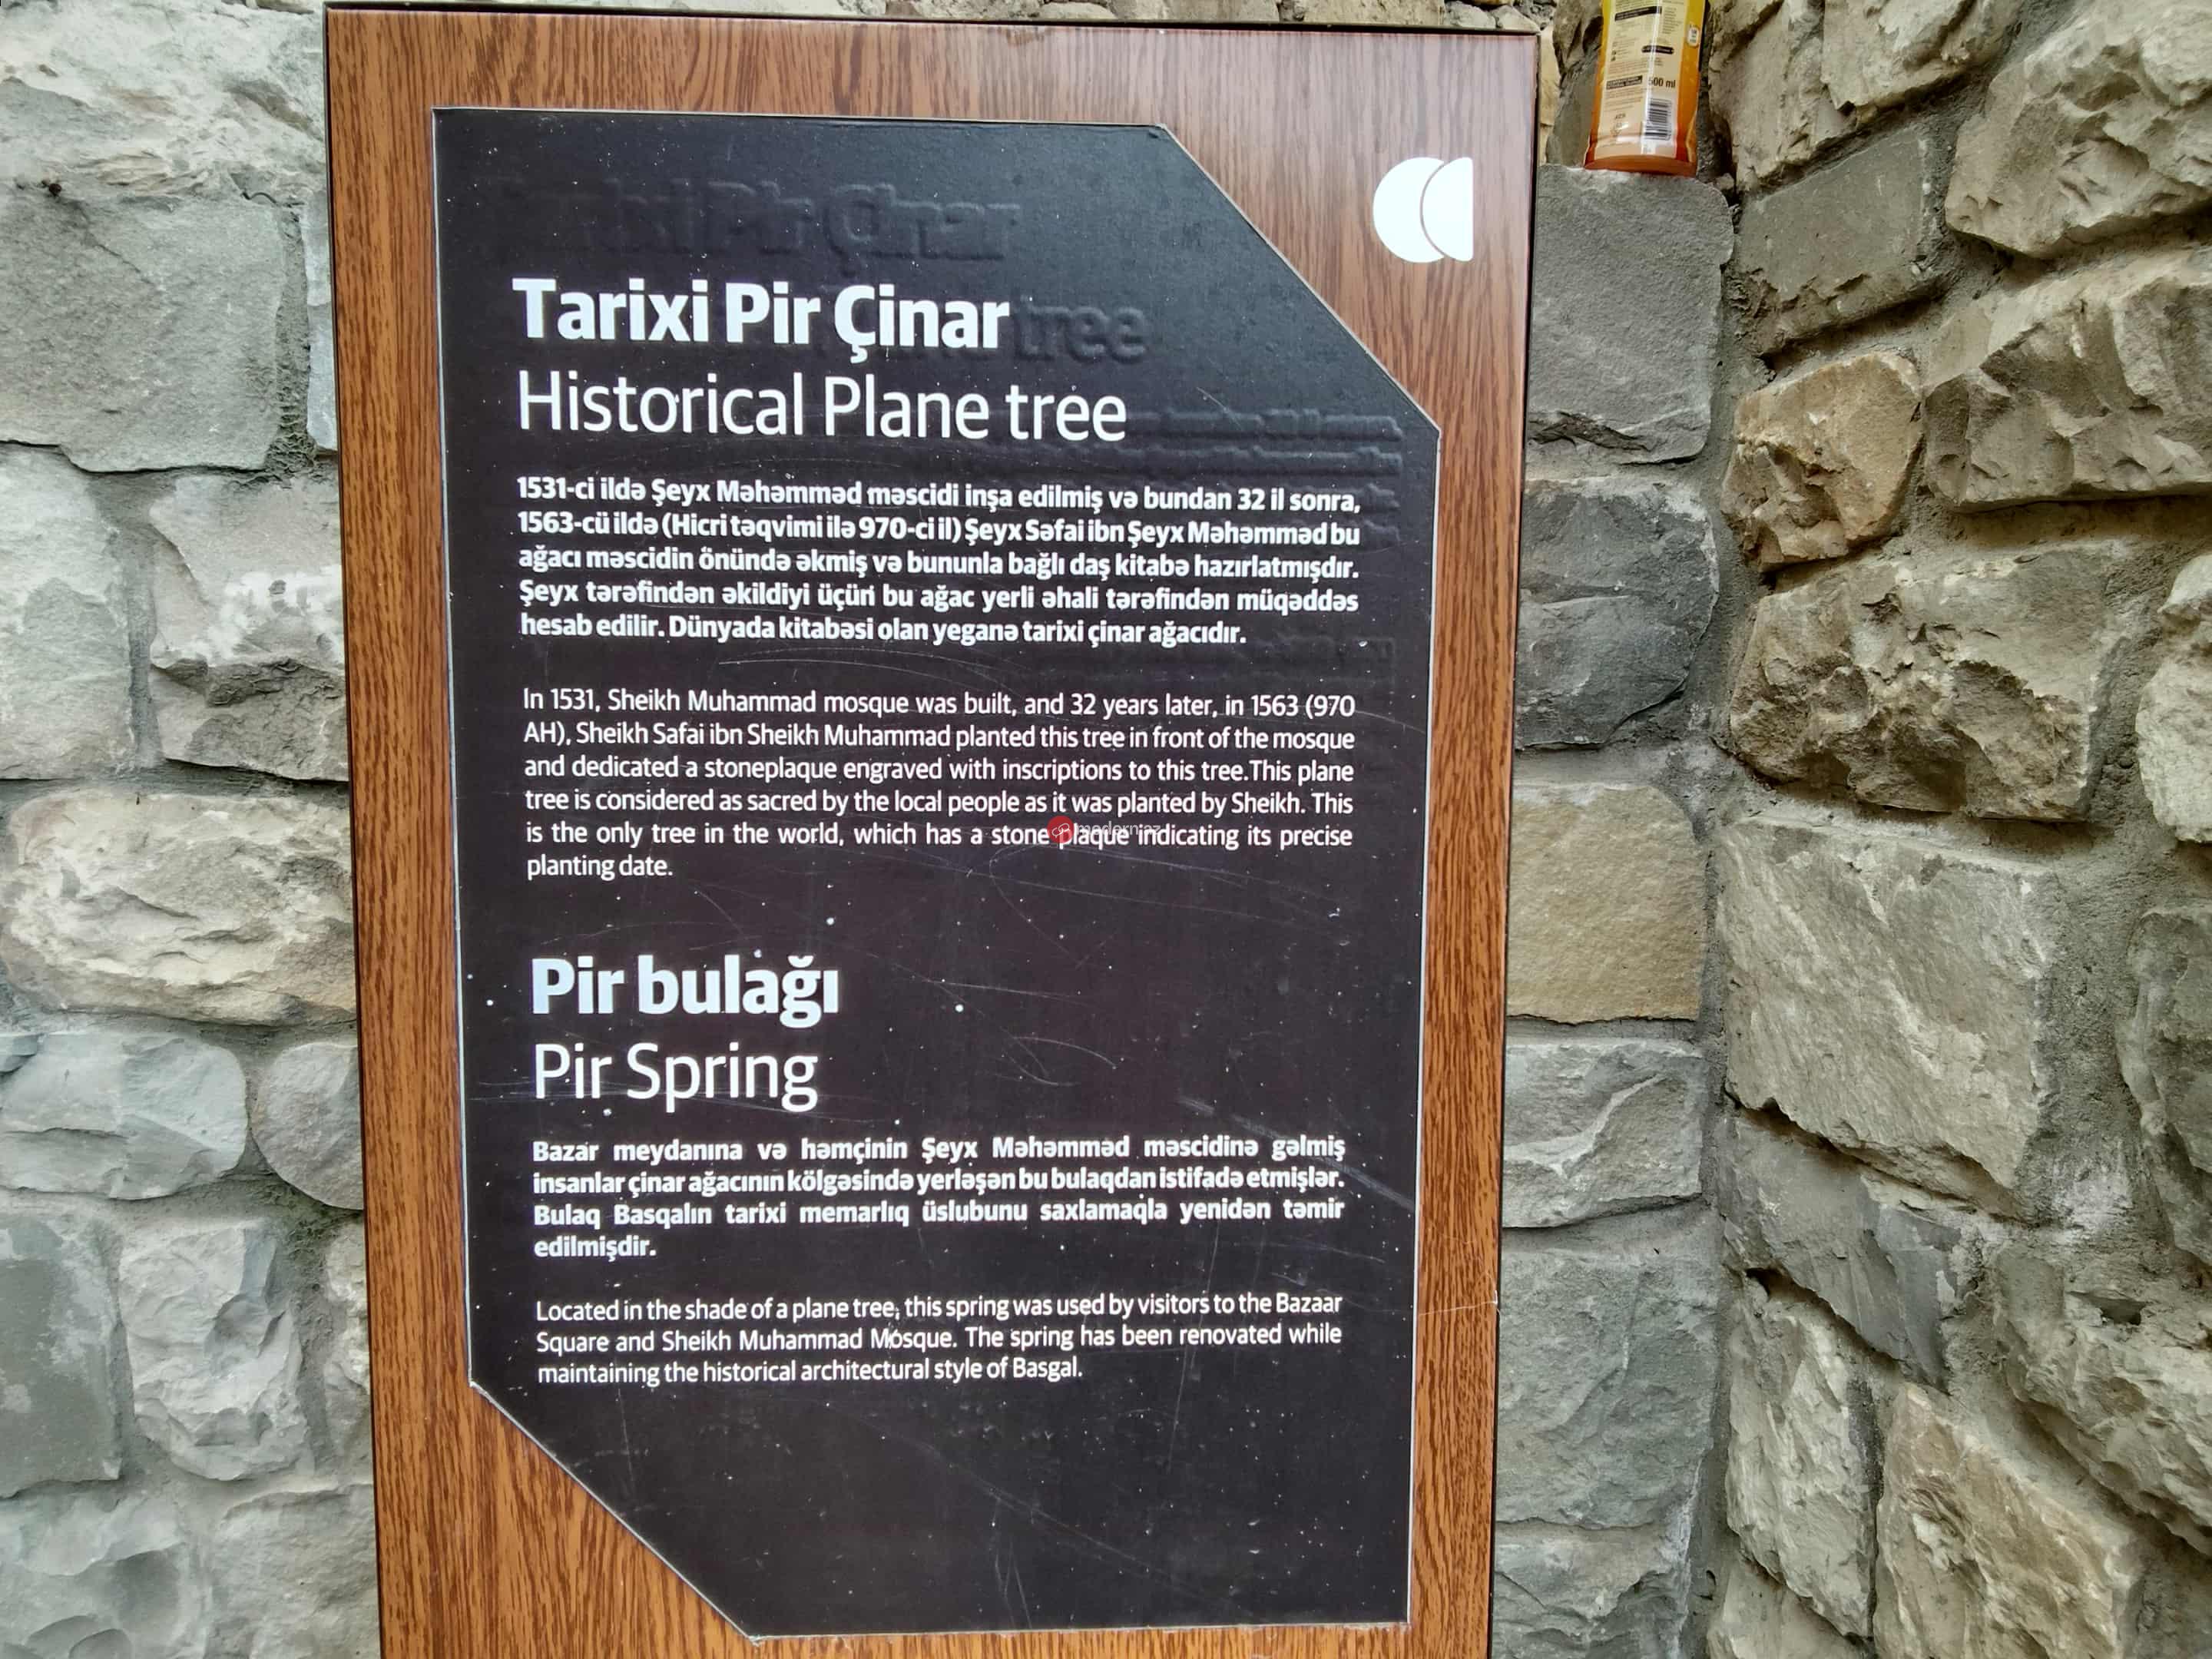 Tarixi Pir Çinar
Historical Plane tree
1531-ci ildə Şeyx Məhəmməd məscidi inşa edilmiş və bundan 32 il sonra,
1563-cü ildə (Hicri təqvimi ilə 970-ci il) Şeyx Səfai ibn Şeyx Məhəmməd bu
ağacı məscidin önündə əkmiş və bununla bağlı daş kitabə hazırlatmışdır.
Şeyx tərəfindən əkildiyi üçün bu ağac yerli əhali tərəfindən müqəddəs
hesab edilir. Dünyada kitabəsi olan yeganə tarixi çinar ağacıdır.
In 1531, Sheikh Muhammad mosque was built, and 32 years later, in 1563 (970
AH), Sheikh Safai ibn Sheikh Muhammad planted this tree in front of the mosque
and dedicated a stoneplaque engraved with inscriptions to this tree.This plane
tree is considered as sacred by the local people as it was planted by Sheikh. This
is the only tree in the world, which has a stone plaque indicating its precise
planting date.
Pir bulağı
Pir Spring
Bazar meydanına və həmçinin Şeyx Məhəmməd məscidinə gəlmiş
insanlar çinar ağacının kölgəsində yerləşən bu bulaqdan istifadə etmişlər.
Bulaq Basqalın tarixi memarlıq üslubunu saxlamaqla yenidən təmir
edilmişdir.
Located in the shade of a plane tree, this spring was used by visitors to the Bazaar
Square and Sheikh Muhammad Mosque. The spring has been renovated while
maintaining the historical architectural style of Basgal.
500 ml